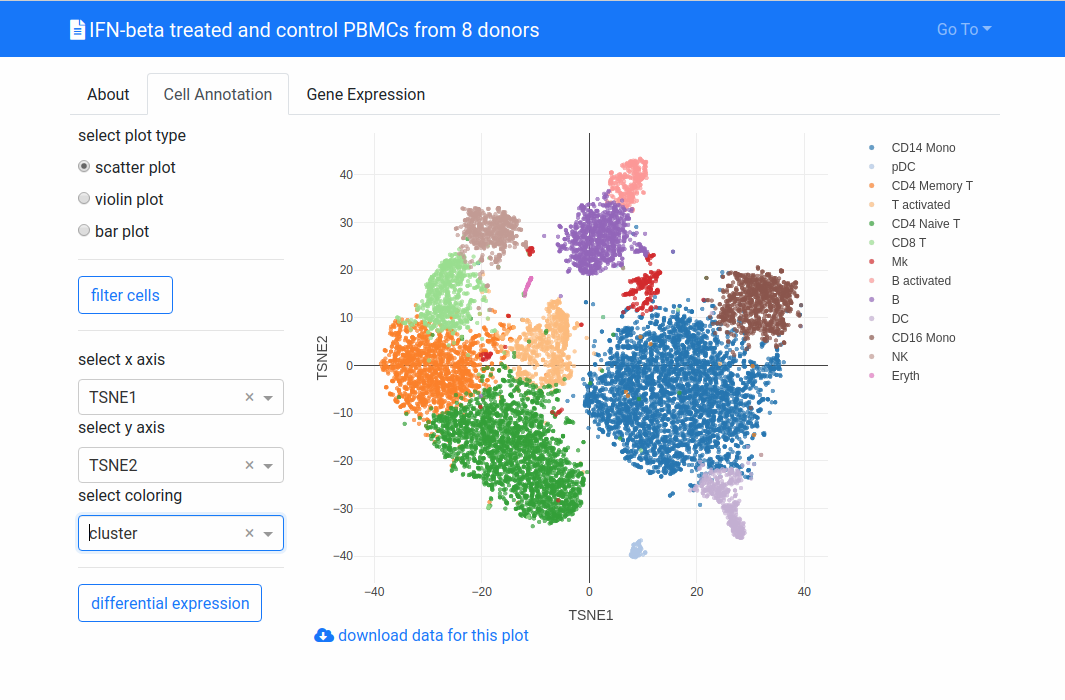 IFN-beta treated and control PBMCs from 8 donors
Go To
About
Cell Annotation
Gene Expression
select plot type
scatter plot
violin plot
bar plot
filter cells
select x axis
TSNE1
×
select y axis
TSNE2
×
select coloring
cluster
×
differential expression
TSNE2
40
30
20
10
0
−10
−20
−30
−40
−40
−20
0
20
40
TSNE1
CD14 Mono
pDC
CD4 Memory T
T activated
CD4 Naive T
CD8 T
Mk
B activated
B
DC
CD16 Mono
NK
Eryth
download data for this plot